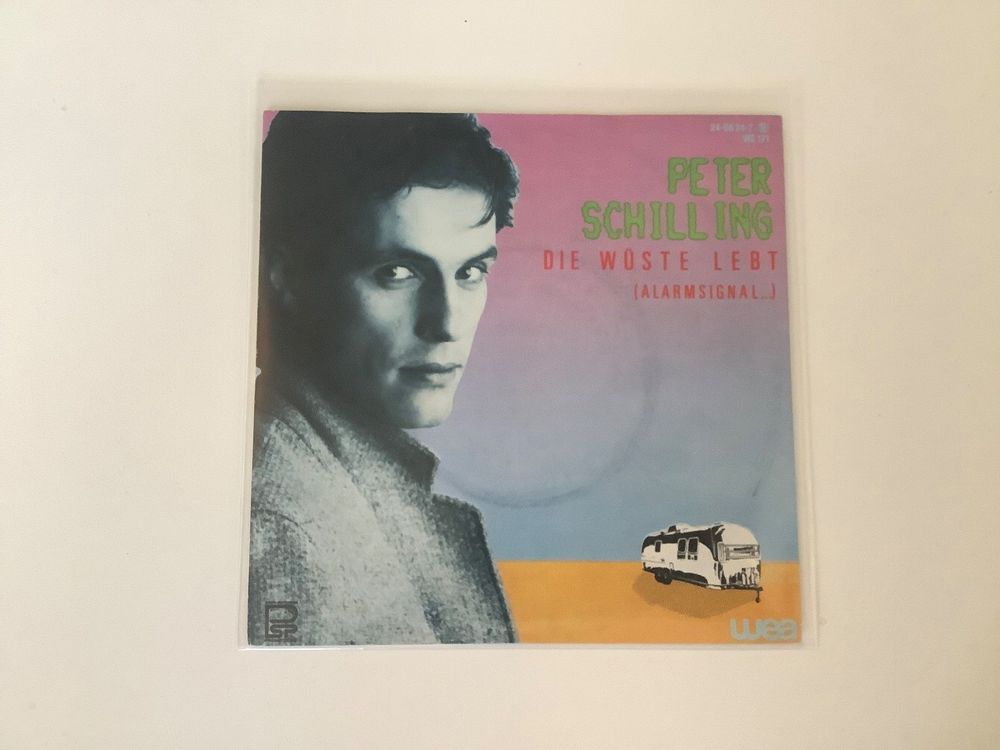 PETER
SCHILLING
DIE WÜSTE LEBT
(ALARMSIGNAL...)
wea